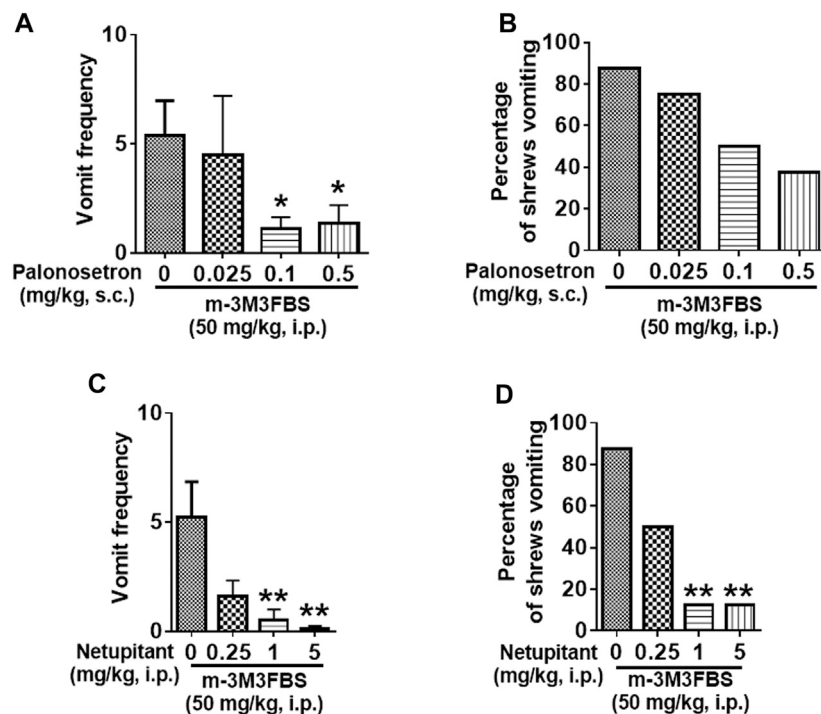 A
10
5
0
Vomit frequency
* *
Palonosetron 0 0.025 0.1 0.5
(mg/kg, s.c.)
m-3M3FBS
(50 mg/kg, i.p.)
B
100
80
60
40
20
0
Percentage
of shrews vomiting
Palonosetron 0 0.025 0.1 0.5
(mg/kg, s.c.)
m-3M3FBS
(50 mg/kg, i.p.)
C
10
5
0
Vomit frequency
** **
Netupitant 0 0.25 1 5
(mg/kg, i.p.)
m-3M3FBS
(50 mg/kg, i.p.)
D
100
80
60
40
20
0
Percentage
of shrews vomiting
** **
Netupitant 0 0.25 1 5
(mg/kg, i.p.)
m-3M3FBS
(50 mg/kg, i.p.)